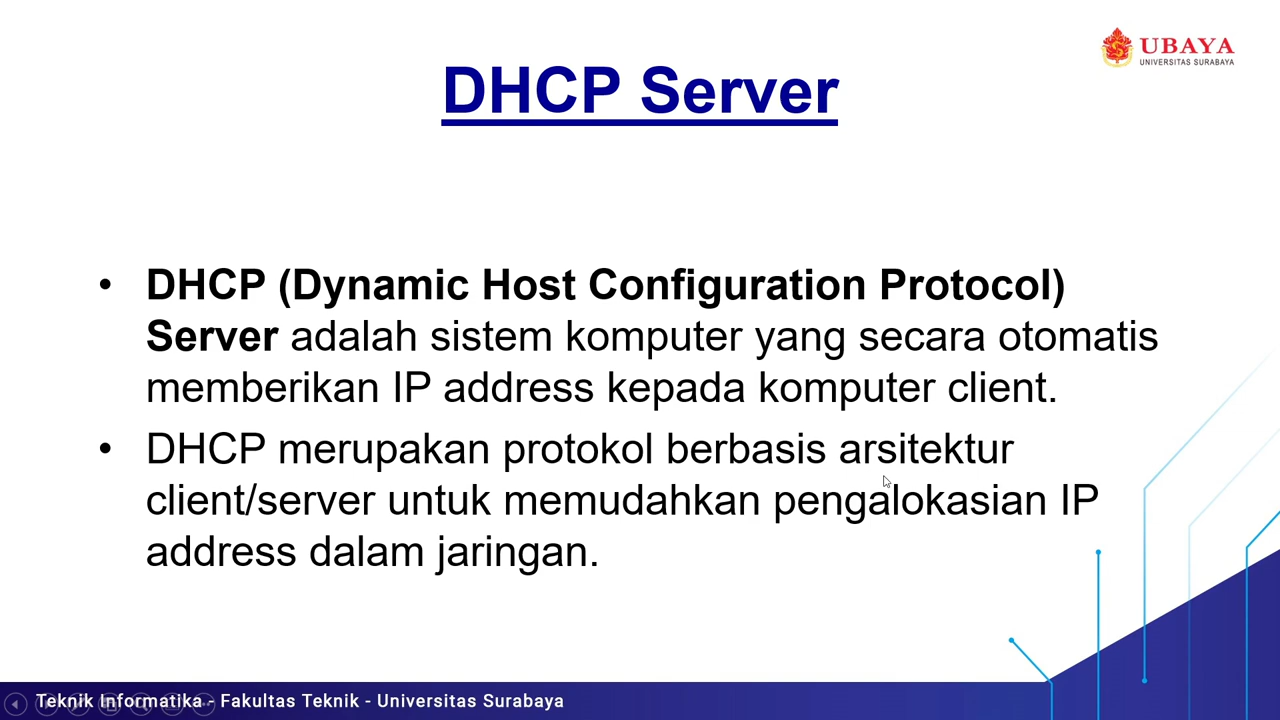 UBAYA
UNIVERSITAS SURABAYA
DHCP Server
• DHCP (Dynamic Host Configuration Protocol)
Server adalah sistem komputer yang secara otomatis
memberikan IP address kepada komputer client.
• DHCP merupakan protokol berbasis arsitektur
client/server untuk memudahkan pengalokasian IP
address dalam jaringan.
Teknik Informatika - Fakultas Teknik - Universitas Surabaya